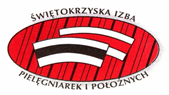 ŚWIĘTOKRZYSKA IZBA
PIELĘGNIAREK I POŁOŻNYCH